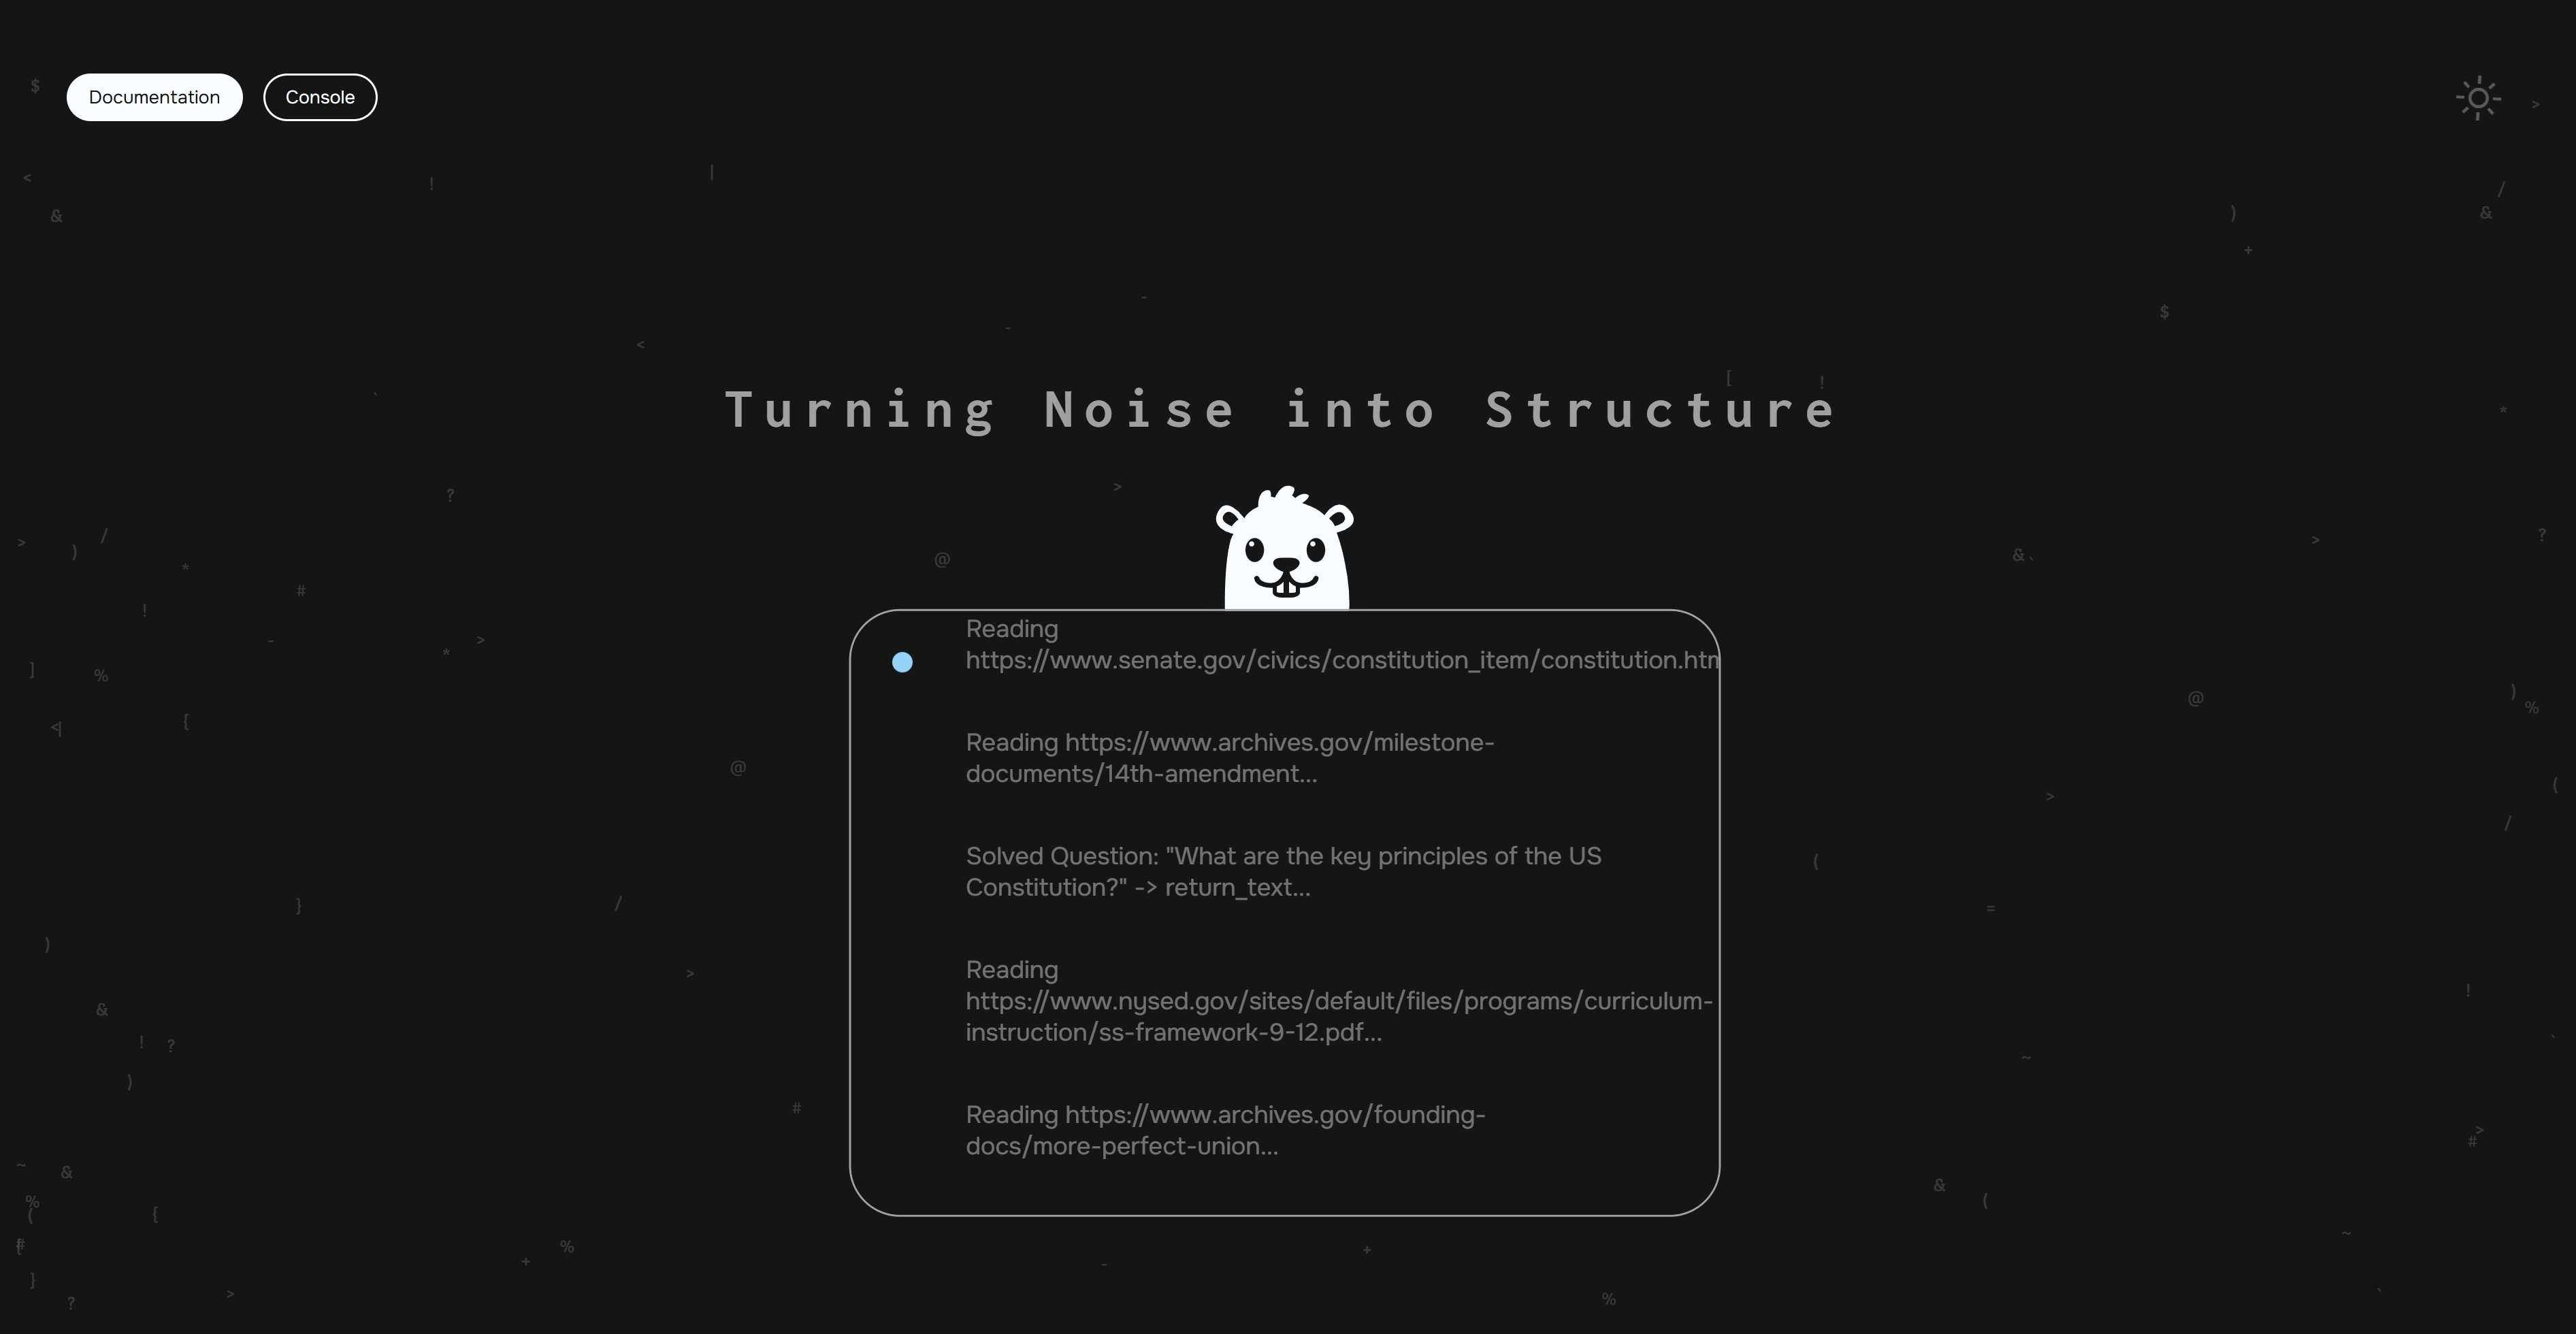 Documentation
Console
Turning Noise into Structure
Reading
https://www.senate.gov/civics/constitution_item/constitution.htm
Reading https://www.archives.gov/milestone-
documents/14th-amendment...
Solved Question: "What are the key principles of the US
Constitution?" -> return_text...
Reading
https://www.nysed.gov/sites/default/files/programs/curriculum-
instruction/ss-framework-9-12.pdf...
Reading https://www.archives.gov/founding-
docs/more-perfect-union...